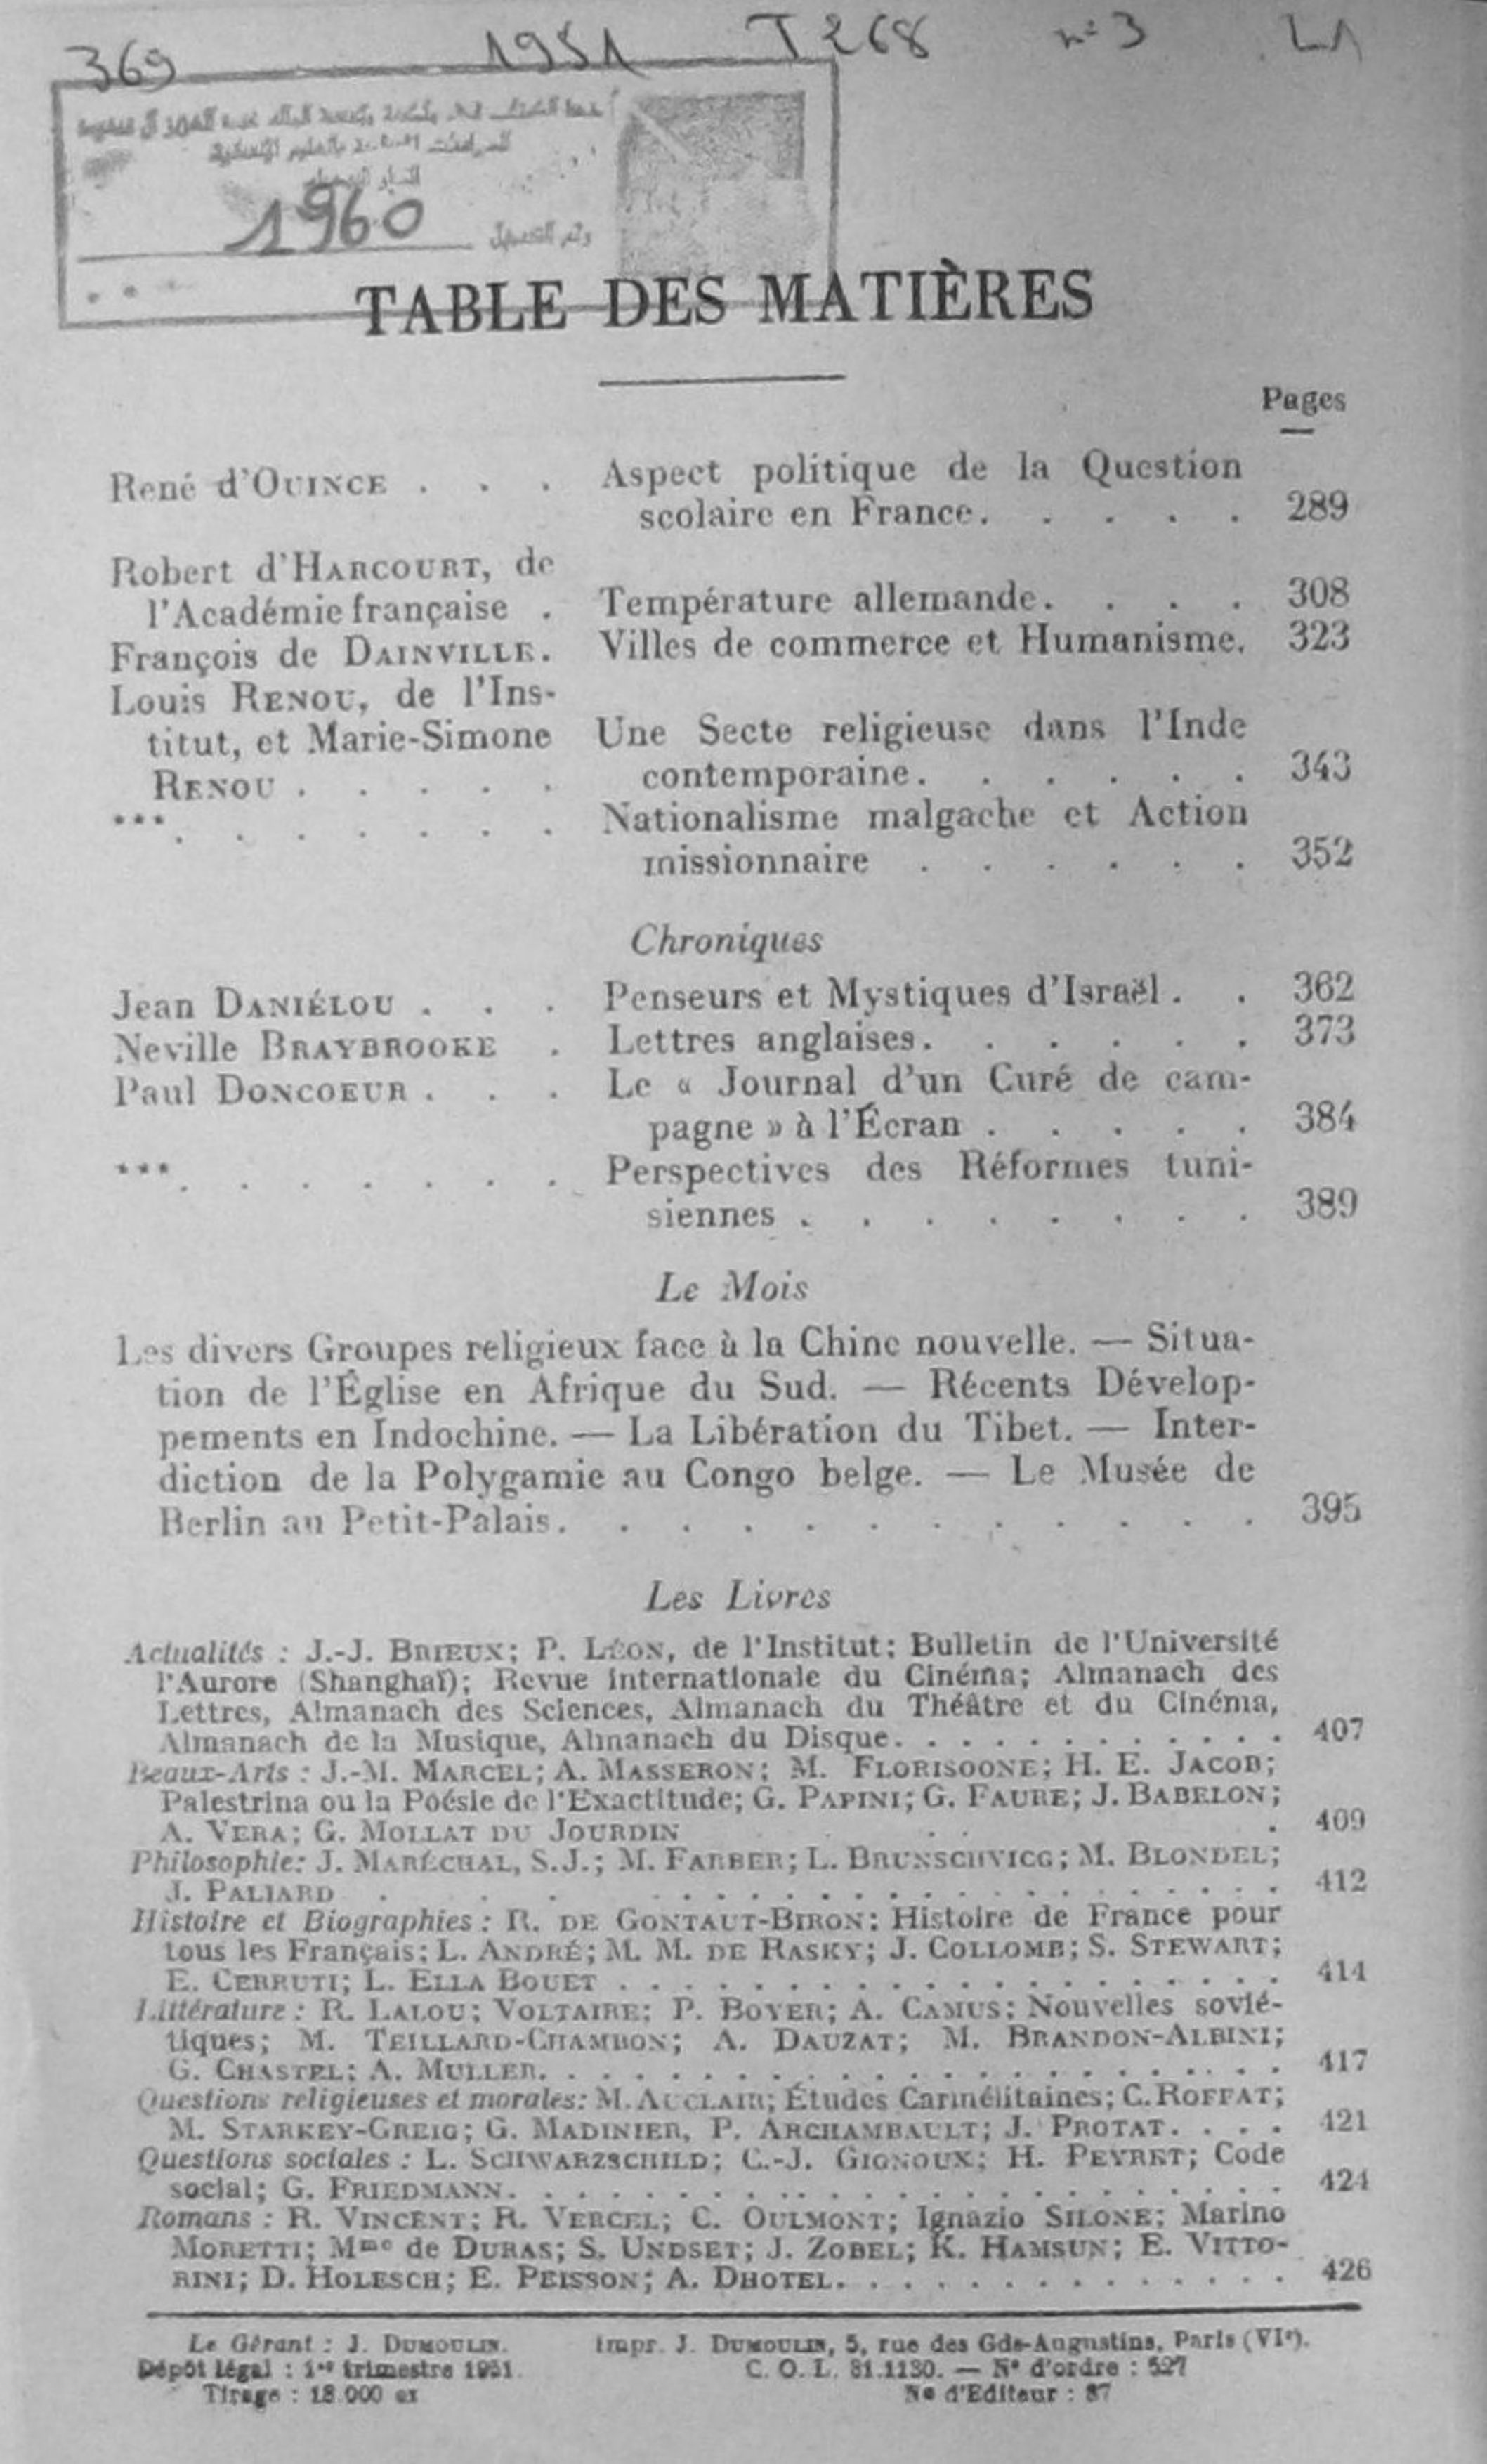 369 1951 T268 n° 3 L1
1960
رقم التسجيل
TABLE DES MATIÈRES
Pages
René d'OUINCE . . . Aspect politique de la Question
scolaire en France. . . . . 289
Robert d'HARCOURT, de
l'Académie française . Température allemande. . . . . 308
François de DAINVILLE. Villes de commerce et Humanisme. 323
Louis RENOU, de l'Ins-
titut, et Marie-Simone Une Secte religieuse dans l'Inde
RENOU . . . . . contemporaine. . . . . . . 343
***. . . . . . . Nationalisme malgache et Action
missionnaire . . . . . . 352
Chroniques
Jean DANIÉLOU . . . Penseurs et Mystiques d'Israël . . 362
Neville BRAYBROOKE . Lettres anglaises. . . . . . 373
Paul DONCOEUR . . . Le « Journal d'un Curé de cam-
pagne » à l'Écran . . . . . 384
***. . . . . . . Perspectives des Réformes tuni-
siennes . . . . . . . . 389
Le Mois
Les divers Groupes religieux face à la Chine nouvelle. — Situa-
tion de l'Église en Afrique du Sud. — Récents Dévelop-
pements en Indochine. — La Libération du Tibet. — Inter-
diction de la Polygamie au Congo belge. — Le Musée de
Berlin au Petit-Palais. . . . . . . . . . . . 395
Les Livres
Actualités : J.-J. BRIEUX; P. LÉON, de l'Institut; Bulletin de l'Université
l'Aurore (Shanghaï); Revue internationale du Cinéma; Almanach des
Lettres, Almanach des Sciences, Almanach du Théâtre et du Cinéma,
Almanach de la Musique, Almanach du Disque. . . . . . . . . . . . . 407
Beaux-Arts : J.-M. MARCEL; A. MASSERON; M. FLORISOONE; H. E. JACOB;
Palestrina ou la Poésie de l'Exactitude; G. PAPINI; G. FAURE; J. BABELON;
A. VERA; G. MOLLAT DU JOURDIN . . . 409
Philosophie: J. MARÉCHAL, S.J.; M. FARBER; L. BRUNSCHVICG; M. BLONDEL;
J. PALIARD . . . . . . . . . . . . . . 412
Histoire et Biographies : R. DE GONTAUT-BIRON; Histoire de France pour
tous les Français; L. ANDRÉ; M. M. DE RASKY; J. COLLOMB; S. STEWART;
E. CERRUTI; L. ELLA BOUET . . . . . . . . . . . . . . . . . . . 414
Littérature : R. LALOU; VOLTAIRE; P. BOYER; A. CAMUS; Nouvelles sovié-
tiques; M. TEILLARD-CHAMBON; A. DAUZAT; M. BRANDON-ALBINI;
G. CHASTEL; A. MULLER. . . . . . . . . . . . . . . . . . . . . . 417
Questions religieuses et morales: M. AUCLAIR; Études Carmélitaines; C. ROFFAT;
M. STARKEY-GREIG; G. MADINIER, P. ARCHAMBAULT; J. PROTAT. . . . 421
Questions sociales : L. SCHWARZSCHILD; C.-J. GIGNOUX; H. PEYRET; Code
social; G. FRIEDMANN. . . . . . . . . . . . . . . . . . . . . . . 424
Romans : R. VINCENT; R. VERCEL; C. OULMONT; Ignazio SILONE; Marino
MORETTI; Mme de DURAS; S. UNDSET; J. ZOBEL; K. HAMSUN; E. VITTO-
RINI; D. HOLESCH; E. PEISSON; A. DHOTEL. . . . . . . . . . . . . . 426
Le Gérant : J. DUMOULIN. Impr. J. DUMOULIN, 5, rue des Gds-Augustins, Paris (VIe).
Dépôt légal : 1er trimestre 1951. C. O. L. 31.1130. — N° d'ordre : 527
Tirage : 18.000 ex No d'Editeur : 37